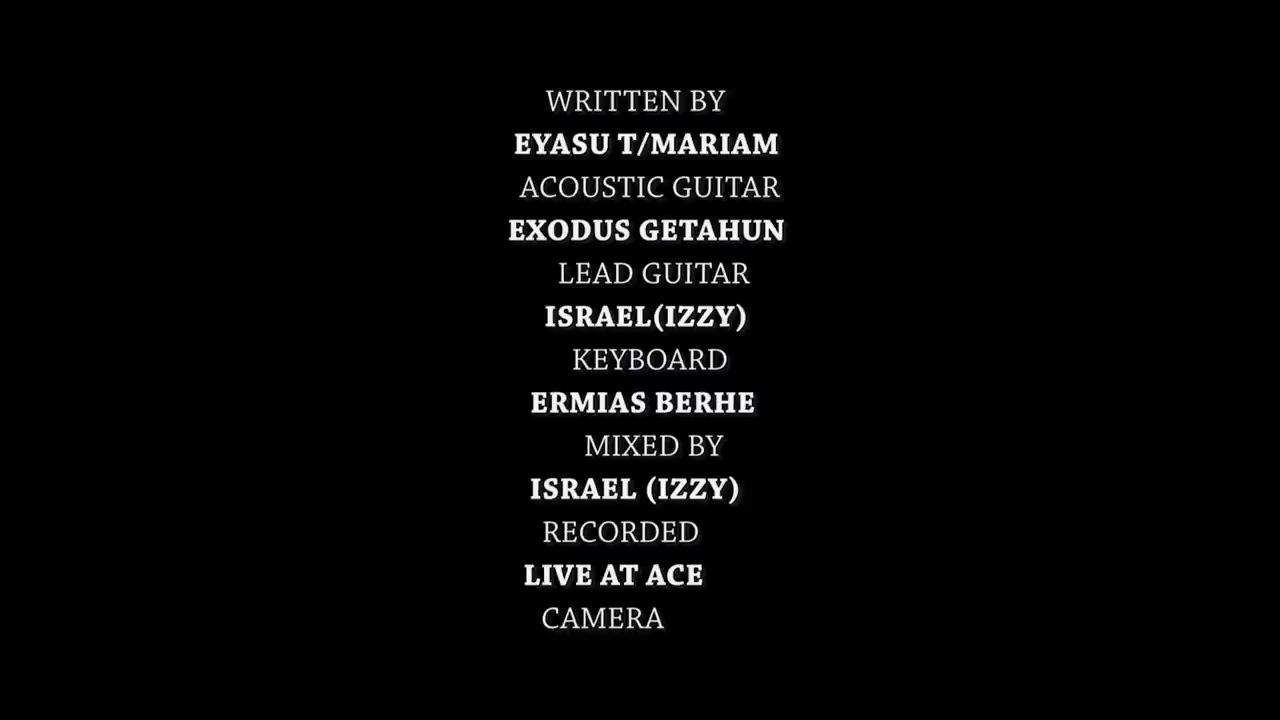 WRITTEN BY
EYASU T/MARIAM
ACOUSTIC GUITAR
EXODUS GETAHUN
LEAD GUITAR
ISRAEL(IZZY)
KEYBOARD
ERMIAS BERHE
MIXED BY
ISRAEL (IZZY)
RECORDED
LIVE AT ACE
CAMERA